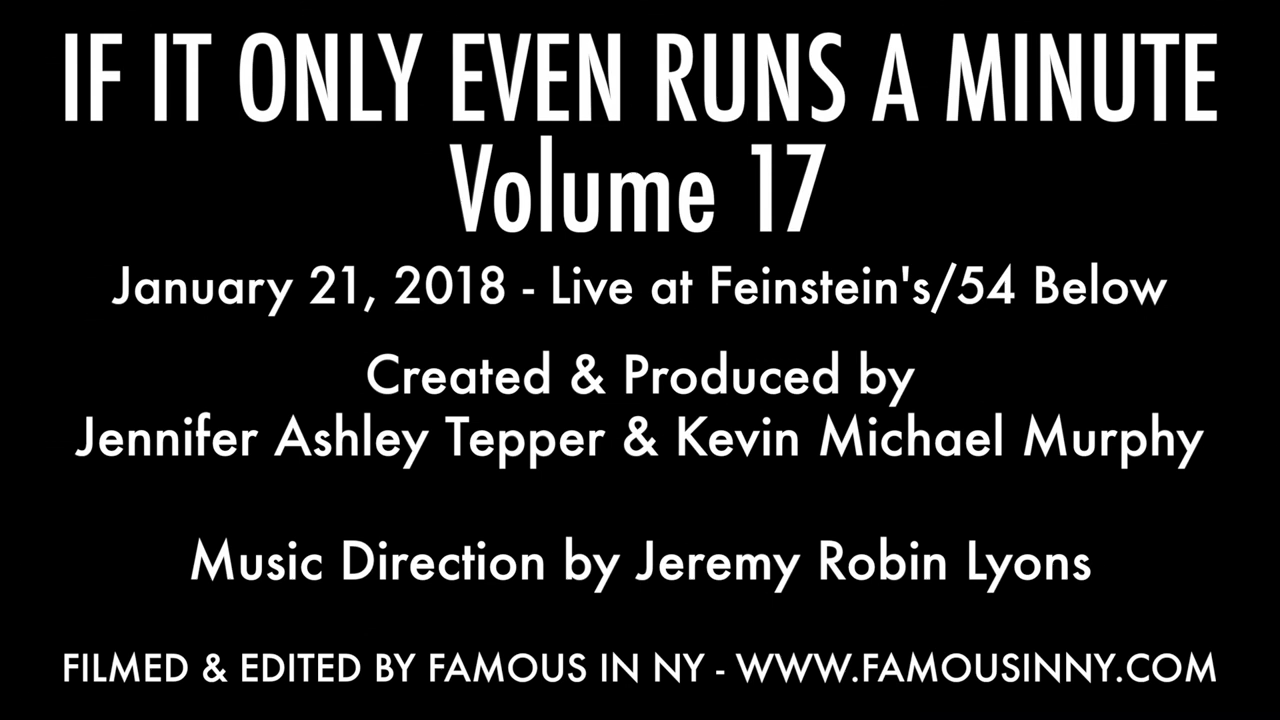 IF IT ONLY EVEN RUNS A MINUTE
Volume 17
January 21, 2018 - Live at Feinstein's/54 Below
Created & Produced by
Jennifer Ashley Tepper & Kevin Michael Murphy
Music Direction by Jeremy Robin Lyons
FILMED & EDITED BY FAMOUS IN NY - WWW.FAMOUSINNY.COM